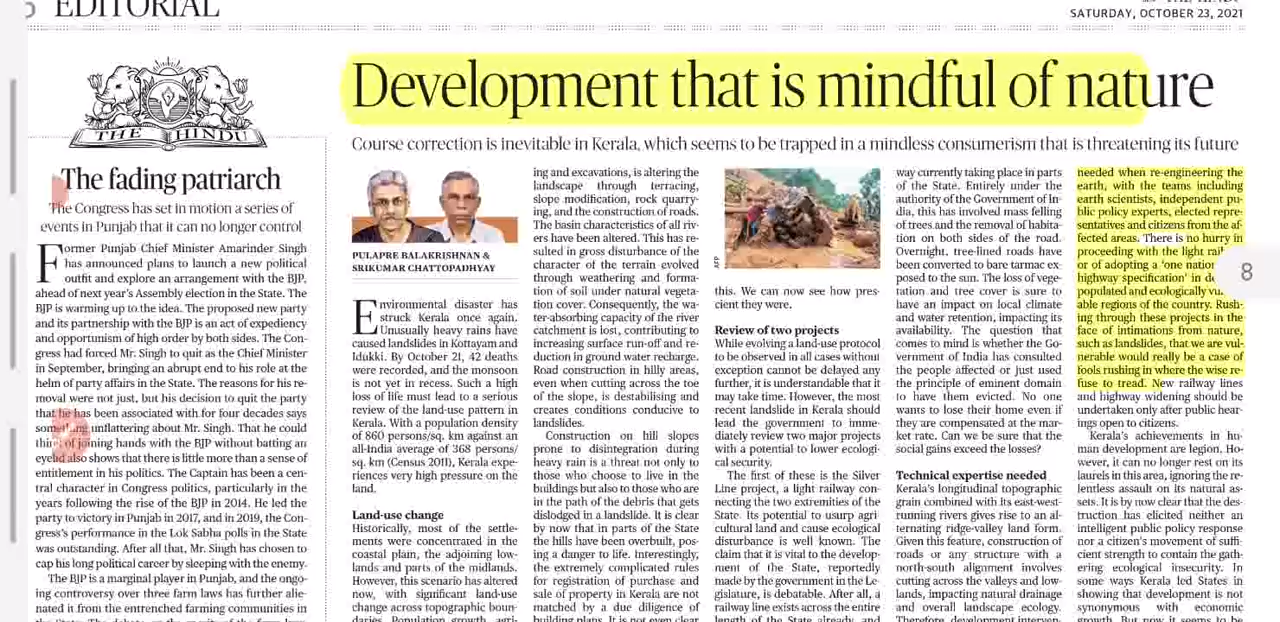 EDITORIAL
SATURDAY, OCTOBER 23, 2021
THE HINDU
The fading patriarch
The Congress has set in motion a series of
events in Punjab that it can no longer control
Former Punjab Chief Minister Amarinder Singh
has announced plans to launch a new political
outfit and explore an arrangement with the BJP,
ahead of next year's Assembly election in the State. The
BJP is warming up to the idea. The proposed new party
and its partnership with the BJP is an act of expediency
and opportunism of high order by both sides. The Con-
gress had forced Mr. Singh to quit as the Chief Minister
in September, bringing an abrupt end to his role at the
helm of party affairs in the State. The reasons for his re-
moval were not just, but his decision to quit the party
that he has been associated with for four decades says
something unflattering about Mr. Singh. That he could
think of joining hands with the BJP without batting an
eyelid also shows that there is little more than a sense of
entitlement in his politics. The Captain has been a cen-
tral character in Congress politics, particularly in the
years following the rise of the BJP in 2014. He led the
party to victory in Punjab in 2017, and in 2019, the Con-
gress's performance in the Lok Sabha polls in the State
was outstanding. After all that, Mr. Singh has chosen to
cap his long political career by sleeping with the enemy.
The BJP is a marginal player in Punjab, and the ongo-
ing controversy over three farm laws has further alie-
nated it from the entrenched farming communities in
Development that is mindful of nature
Course correction is inevitable in Kerala, which seems to be trapped in a mindless consumerism that is threatening its future
PULAPRE BALAKRISHNAN &
SRIKUMAR CHATTOPADHYAY
Environmental disaster has
struck Kerala once again.
Unusually heavy rains have
caused landslides in Kottayam and
Idukki. By October 21, 42 deaths
were recorded, and the monsoon
is not yet in recess. Such a high
loss of life must lead to a serious
review of the land-use pattern in
Kerala. With a population density
of 860 persons/sq. km against an
all-India average of 368 persons/
sq. km (Census 2011), Kerala expe-
riences very high pressure on the
land.
Land-use change
Historically, most of the settle-
ments were concentrated in the
coastal plain, the adjoining low-
lands and parts of the midlands.
However, this scenario has altered
now, with significant land-use
change across topographic boun-
daries. Population growth, agri-
ing and excavations, is altering the
landscape through terracing,
slope modification, rock quarry-
ing, and the construction of roads.
The basin characteristics of all riv-
ers have been altered. This has re-
sulted in gross disturbance of the
character of the terrain evolved
through weathering and forma-
tion of soil under natural vegeta-
tion cover. Consequently, the wa-
ter-absorbing capacity of the river
catchment is lost, contributing to
increasing surface run-off and re-
duction in ground water recharge.
Road construction in hilly areas,
even when cutting across the toe
of the slope, is destabilising and
creates conditions conducive to
landslides.
Construction on hill slopes
prone to disintegration during
heavy rain is a threat not only to
those who choose to live in the
buildings but also to those who are
in the path of the debris that gets
dislodged in a landslide. It is clear
by now that in parts of the State
the hills have been overbuilt, pos-
ing a danger to life. Interestingly,
the extremely complicated rules
for registration of purchase and
sale of property in Kerala are not
matched by a due diligence of
building plans. It is not even clear
AFP
this. We can now see how pres-
cient they were.
Review of two projects
While evolving a land-use protocol
to be observed in all cases without
exception cannot be delayed any
further, it is understandable that it
may take time. However, the most
recent landslide in Kerala should
lead the government to imme-
diately review two major projects
with a potential to lower ecologi-
cal security.
The first of these is the Silver
Line project, a light railway con-
necting the two extremities of the
State. Its potential to usurp agri-
cultural land and cause ecological
disturbance is well known. The
claim that it is vital to the develop-
ment of the State, reportedly
made by the government in the Le-
gislature, is debatable. After all, a
railway line exists across the entire
length of the State already, and
way currently taking place in parts
of the State. Entirely under the
authority of the Government of In-
dia, this has involved mass felling
of trees and the removal of habita-
tion on both sides of the road.
Overnight, tree-lined roads have
been converted to bare tarmac ex-
posed to the sun. The loss of vege-
tation and tree cover is sure to
have an impact on local climate
and water retention, impacting its
availability. The question that
comes to mind is whether the Go-
vernment of India has consulted
the people affected or just used
the principle of eminent domain
to have them evicted. No one
wants to lose their home even if
they are compensated at the mar-
ket rate. Can we be sure that the
social gains exceed the losses?
Technical expertise needed
Kerala's longitudinal topographic
grain combined with its east-west-
running rivers gives rise to an al-
ternating ridge-valley land form.
Given this feature, construction of
roads or any structure with a
north-south alignment involves
cutting across the valleys and low-
lands, impacting natural drainage
and overall landscape ecology.
Therefore, development interven-
needed when re-engineering the
earth, with the teams including
earth scientists, independent pu-
blic policy experts, elected repre-
sentatives and citizens from the af-
fected areas. There is no hurry in
proceeding with the light rail
or of adopting a 'one nation
highway specification' in de
populated and ecologically vul
able regions of the country. Rush-
ing through these projects in the
face of intimations from nature,
such as landslides, that we are vul-
nerable would really be a case of
fools rushing in where the wise re-
fuse to tread. New railway lines
and highway widening should be
undertaken only after public hear-
ings open to citizens.
Kerala's achievements in hu-
man development are legion. Ho-
wever, it can no longer rest on its
laurels in this area, ignoring the re-
lentless assault on its natural as-
sets. It is by now clear that the des-
truction has elicited neither an
intelligent public policy response
nor a citizen's movement of suffi-
cient strength to contain the gath-
ering ecological insecurity. In
some ways Kerala led States in
showing that development is not
synonymous with economic
growth. But now it seems to be
8